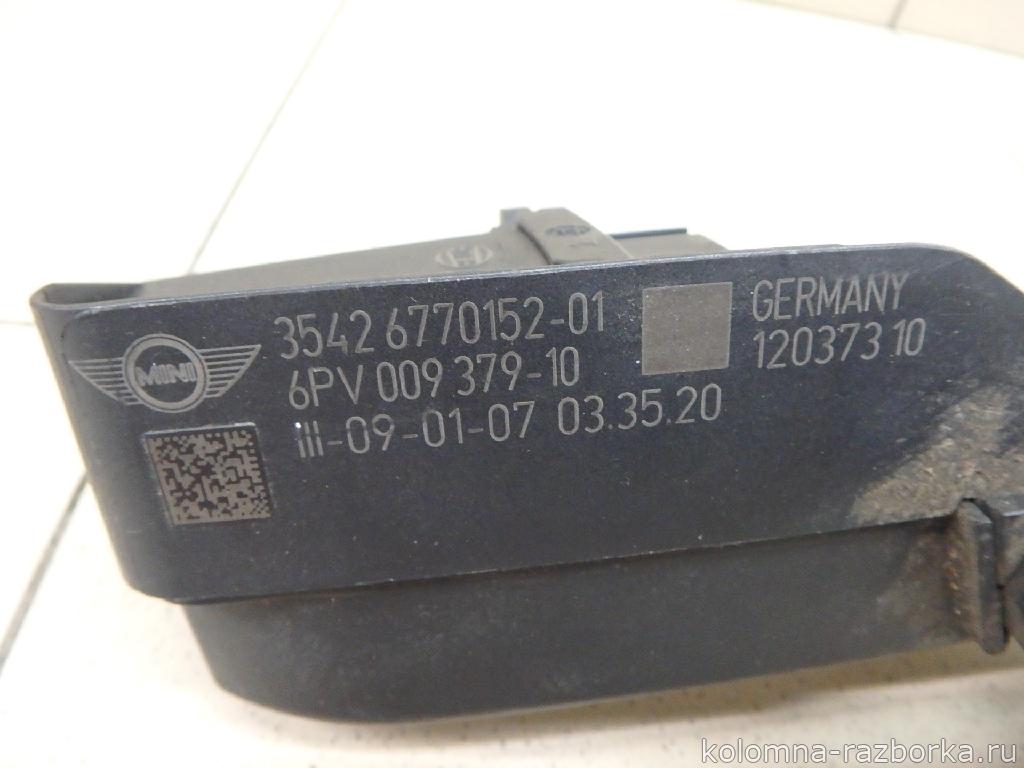 MINI
3542 6770152-01
6PV 009 379-10
III-09-01-07 03.35.20
GERMANY
120373 10
kolomna-razborka.ru